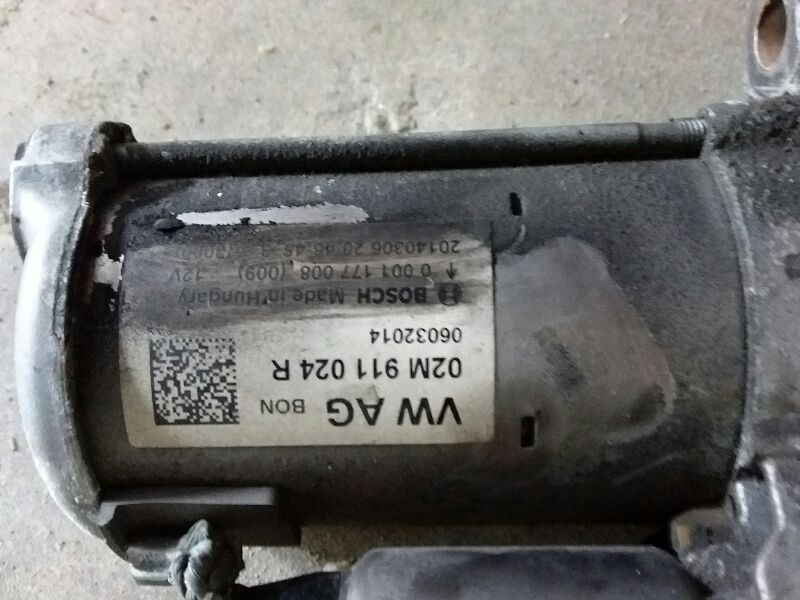 VW AG BON
02M 911 024 R
06032014
BOSCH Made in Hungary
0 001 177 008 (009) 12V
20140306 20:46:45